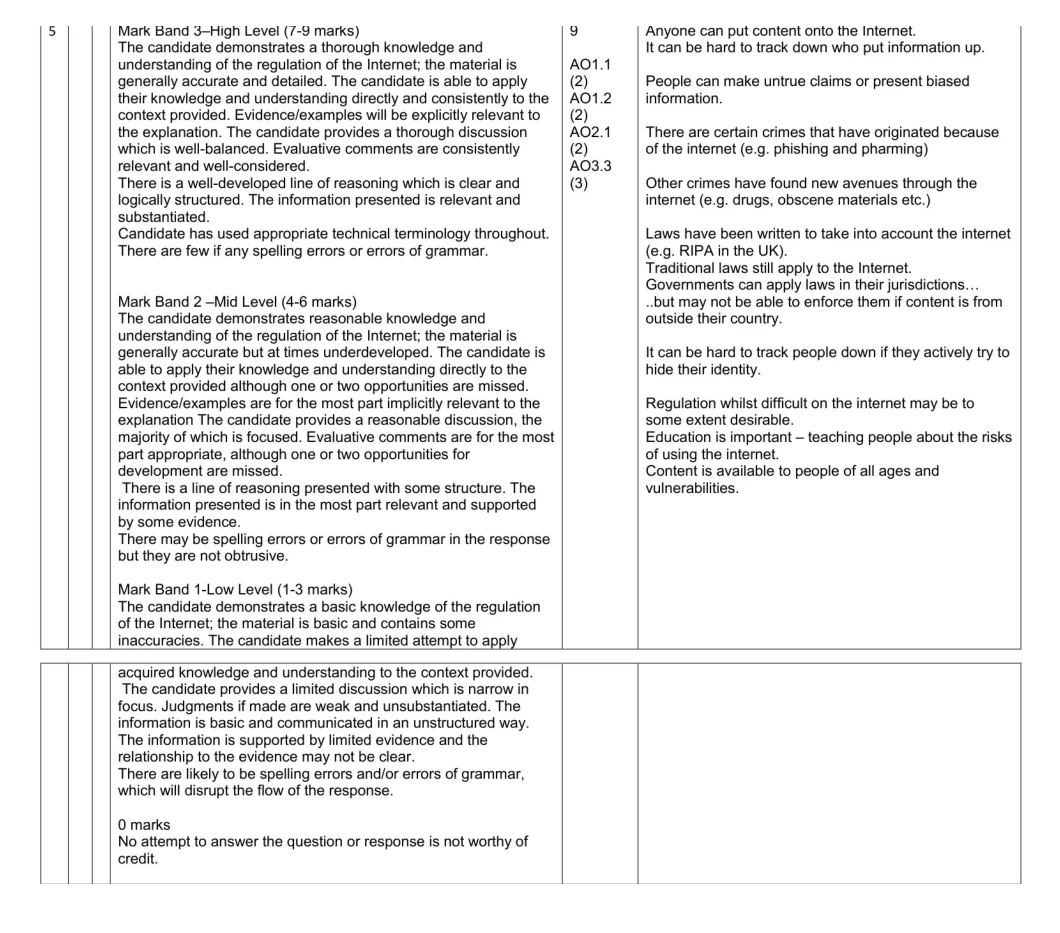 5
Mark Band 3–High Level (7-9 marks)
The candidate demonstrates a thorough knowledge and
understanding of the regulation of the Internet; the material is
generally accurate and detailed. The candidate is able to apply
their knowledge and understanding directly and consistently to the
context provided. Evidence/examples will be explicitly relevant to
the explanation. The candidate provides a thorough discussion
which is well-balanced. Evaluative comments are consistently
relevant and well-considered.
There is a well-developed line of reasoning which is clear and
logically structured. The information presented is relevant and
substantiated.
Candidate has used appropriate technical terminology throughout.
There are few if any spelling errors or errors of grammar.
Mark Band 2 –Mid Level (4-6 marks)
The candidate demonstrates reasonable knowledge and
understanding of the regulation of the Internet; the material is
generally accurate but at times underdeveloped. The candidate is
able to apply their knowledge and understanding directly to the
context provided although one or two opportunities are missed.
Evidence/examples are for the most part implicitly relevant to the
explanation The candidate provides a reasonable discussion, the
majority of which is focused. Evaluative comments are for the most
part appropriate, although one or two opportunities for
development are missed.
There is a line of reasoning presented with some structure. The
information presented is in the most part relevant and supported
by some evidence.
There may be spelling errors or errors of grammar in the response
but they are not obtrusive.
Mark Band 1-Low Level (1-3 marks)
The candidate demonstrates a basic knowledge of the regulation
of the Internet; the material is basic and contains some
inaccuracies. The candidate makes a limited attempt to apply
9
AO1.1
(2)
AO1.2
(2)
AO2.1
(2)
AO3.3
(3)
Anyone can put content onto the Internet.
It can be hard to track down who put information up.
People can make untrue claims or present biased
information.
There are certain crimes that have originated because
of the internet (e.g. phishing and pharming)
Other crimes have found new avenues through the
internet (e.g. drugs, obscene materials etc.)
Laws have been written to take into account the internet
(e.g. RIPA in the UK).
Traditional laws still apply to the Internet.
Governments can apply laws in their jurisdictions…
..but may not be able to enforce them if content is from
outside their country.
It can be hard to track people down if they actively try to
hide their identity.
Regulation whilst difficult on the internet may be to
some extent desirable.
Education is important – teaching people about the risks
of using the internet.
Content is available to people of all ages and
vulnerabilities.
acquired knowledge and understanding to the context provided.
The candidate provides a limited discussion which is narrow in
focus. Judgments if made are weak and unsubstantiated. The
information is basic and communicated in an unstructured way.
The information is supported by limited evidence and the
relationship to the evidence may not be clear.
There are likely to be spelling errors and/or errors of grammar,
which will disrupt the flow of the response.
0 marks
No attempt to answer the question or response is not worthy of
credit.